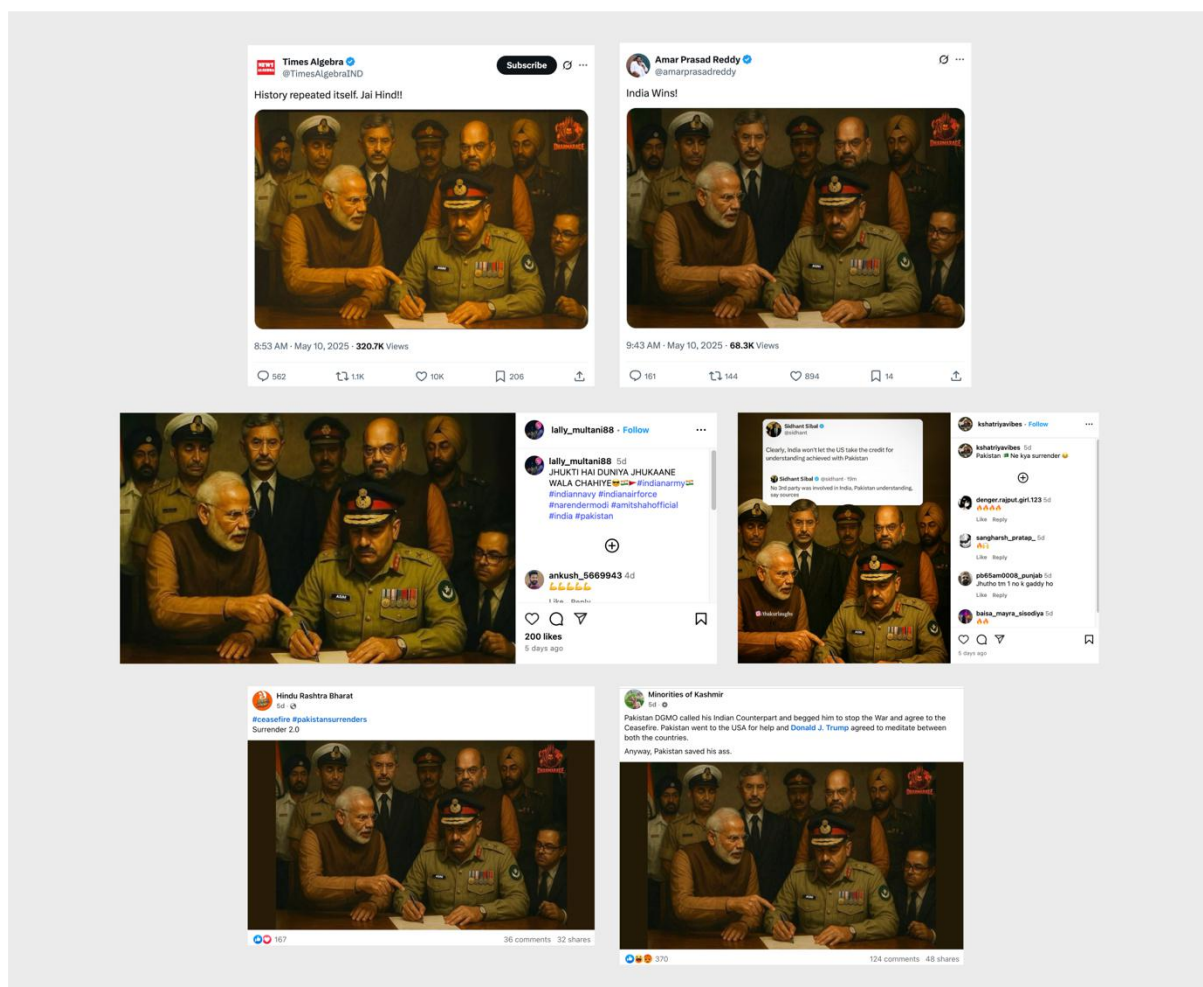 Times Algebra
@TimesAlgebraIND
Subscribe
History repeated itself. Jai Hind!!
DHARMARAGE
8:53 AM · May 10, 2025 · 320.7K Views
562 1.1K 10K 206
Amar Prasad Reddy
@amarprasadreddy
India Wins!
DHARMARAGE
9:43 AM · May 10, 2025 · 68.3K Views
161 144 894 14
lally_multani88 · Follow
lally_multani88 5d
JHUKTI HAI DUNIYA JHUKAANE
WALA CHAHIYE😎🇮🇳🚩#indianarmy🇮🇳
#indiannavy #indianairforce
#narendermodi #amitshahofficial
#india #pakistan
ankush_5669943 4d
💪💪💪💪💪
Like Reply
200 likes
5 days ago
Sidhant Sibal
@sidhant
Clearly, India won't let the US take the credit for
understanding achieved with Pakistan
Sidhant Sibal @sidhant · 11m
No 3rd party was involved in India, Pakistan understanding,
say sources
kshatriyavibes · Follow
kshatriyavibes 5d
Pakistan 🇵🇰 Ne kya surrender 😂
denger.rajput.girl.123 5d
🔥🔥🔥🔥
Like Reply
sangharsh_pratap_ 5d
Like Reply
pb65am0008_punjab 5d
Jhutho tm 1 no k gaddy ho
Like Reply
baisa_mayra_sisodiya 5d
🔥🔥
5 days ago
Hindu Rashtra Bharat
5d
#ceasefire #pakistansurrenders
Surrender 2.0
DHARMARAGE
167
36 comments 32 shares
Minorities of Kashmir
5d
Pakistan DGMO called his Indian Counterpart and begged him to stop the War and agree to the
Ceasefire. Pakistan went to the USA for help and Donald J. Trump agreed to meditate between
both the countries.
Anyway, Pakistan saved his ass.
DHARMARAGE
370
124 comments 48 shares